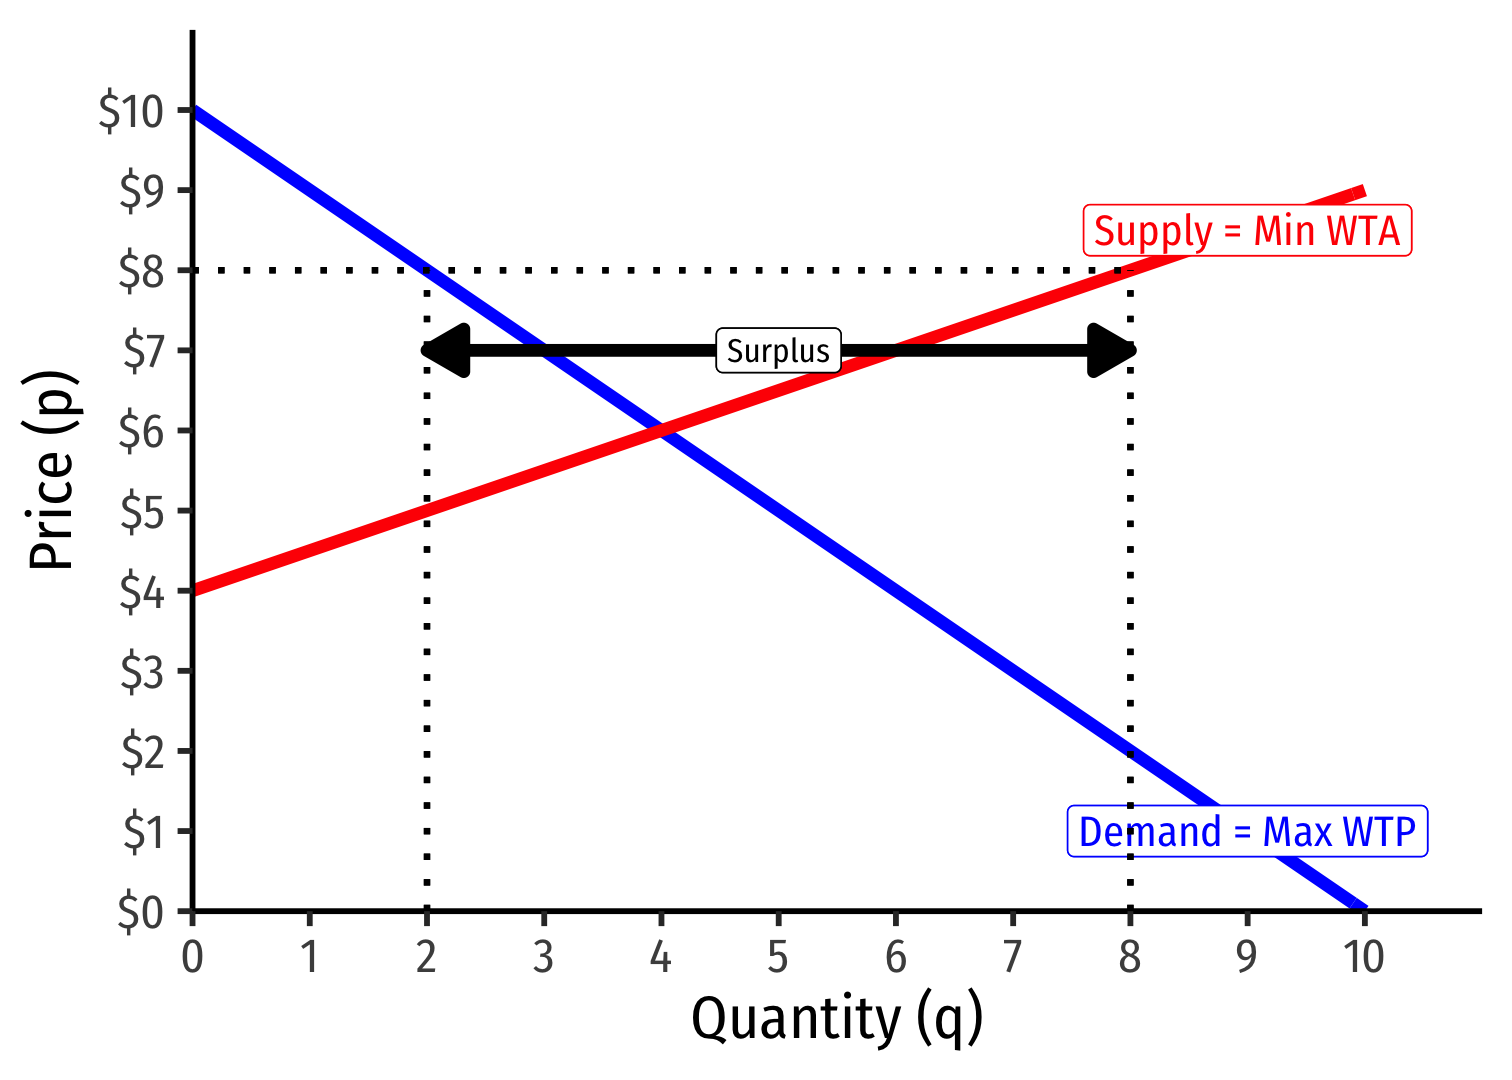 $10
$9
$8
$7
$6
$5
$4
$3
$2
$1
$0
Price (p)
Supply = Min WTA
Surplus
Demand = Max WTP
0 1 2 3 4 5 6 7 8 9 10
Quantity (q)